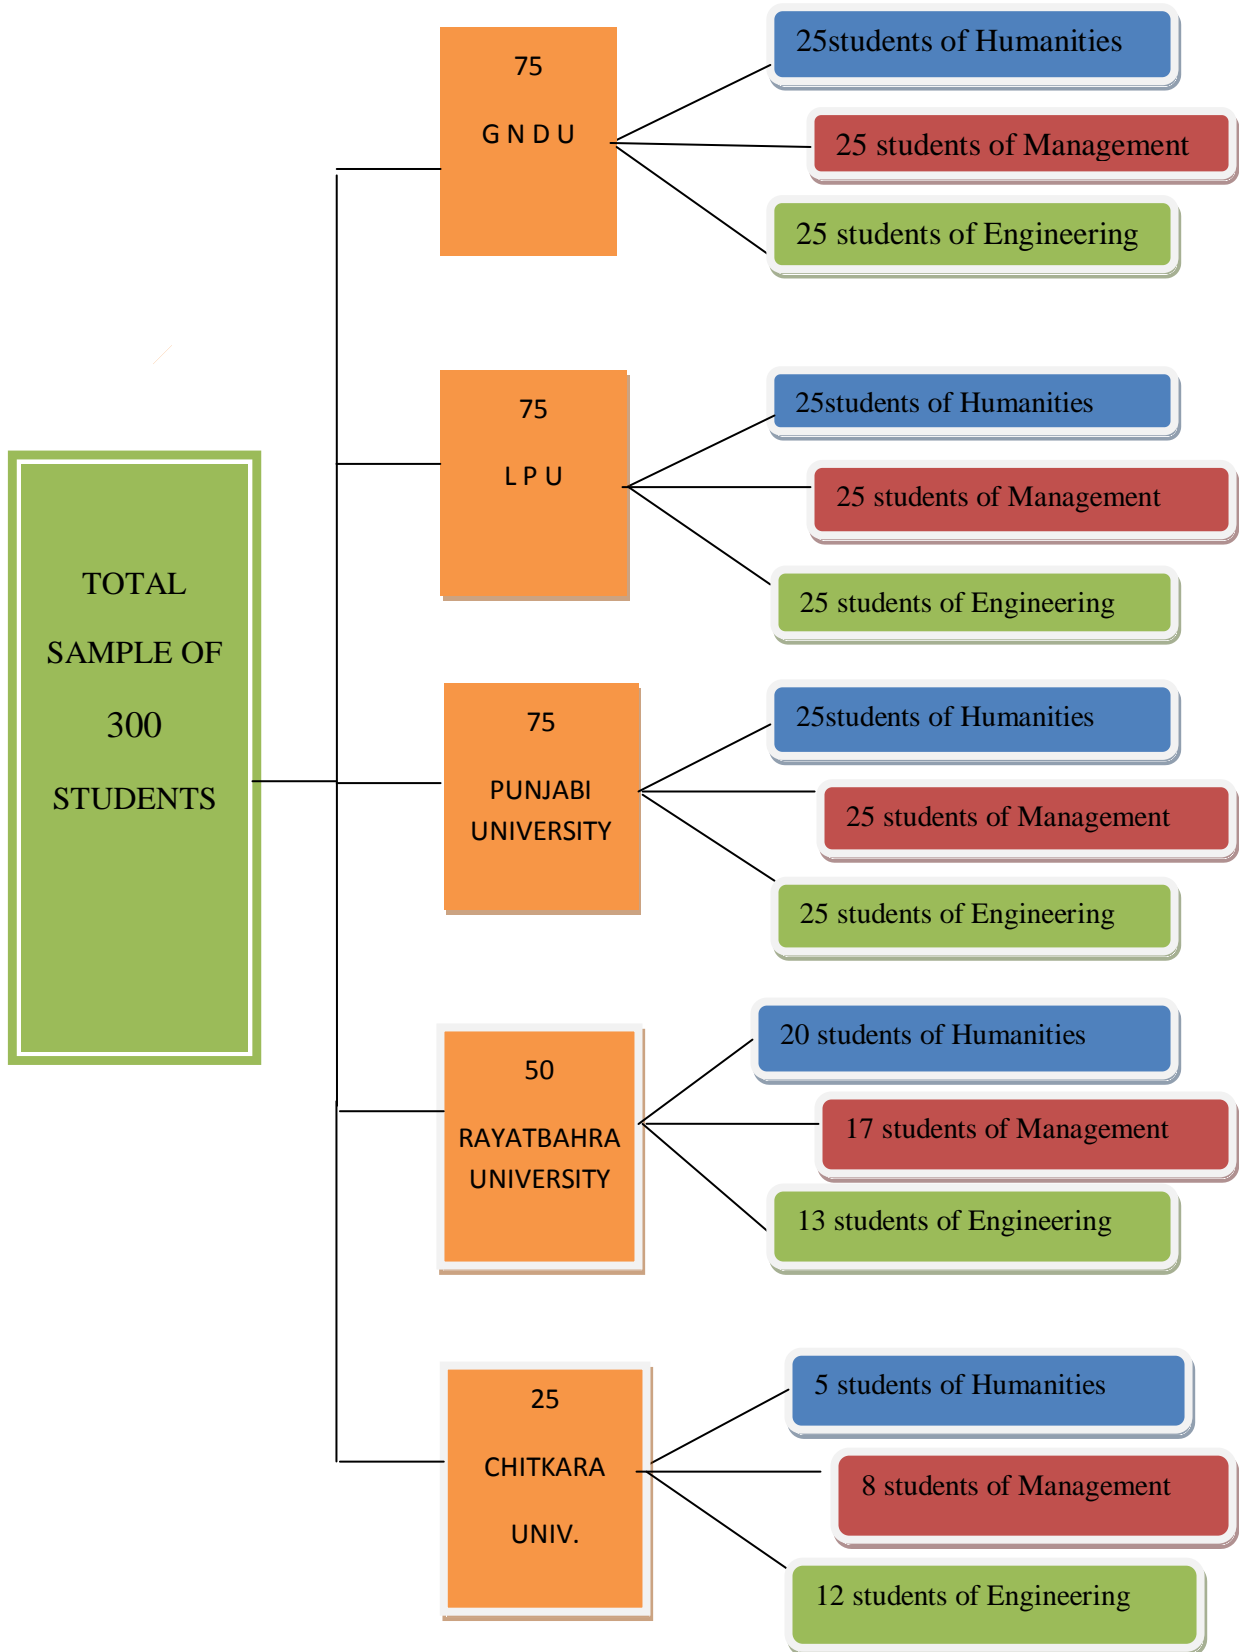 TOTAL
SAMPLE OF
300
STUDENTS
75
G N D U
25students of Humanities
25 students of Management
25 students of Engineering
75
L P U
25students of Humanities
25 students of Management
25 students of Engineering
75
PUNJABI
UNIVERSITY
25students of Humanities
25 students of Management
25 students of Engineering
50
RAYATBAHRA
UNIVERSITY
20 students of Humanities
17 students of Management
13 students of Engineering
25
CHITKARA
UNIV.
5 students of Humanities
8 students of Management
12 students of Engineering